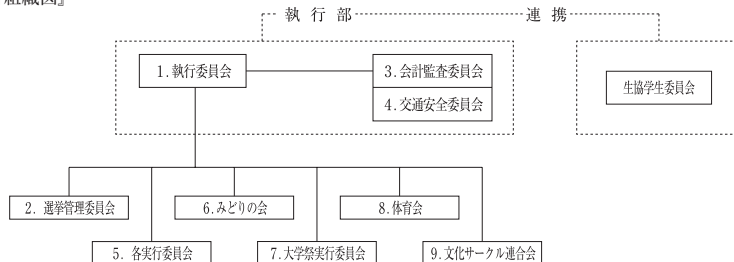 組織図』
執行部 連携
1.執行委員会
3.会計監査委員会
4.交通安全委員会
生協学生委員会
2. 選挙管理委員会
6.みどりの会
8.体育会
5. 各実行委員会
7.大学祭実行委員会
9.文化サークル連合会